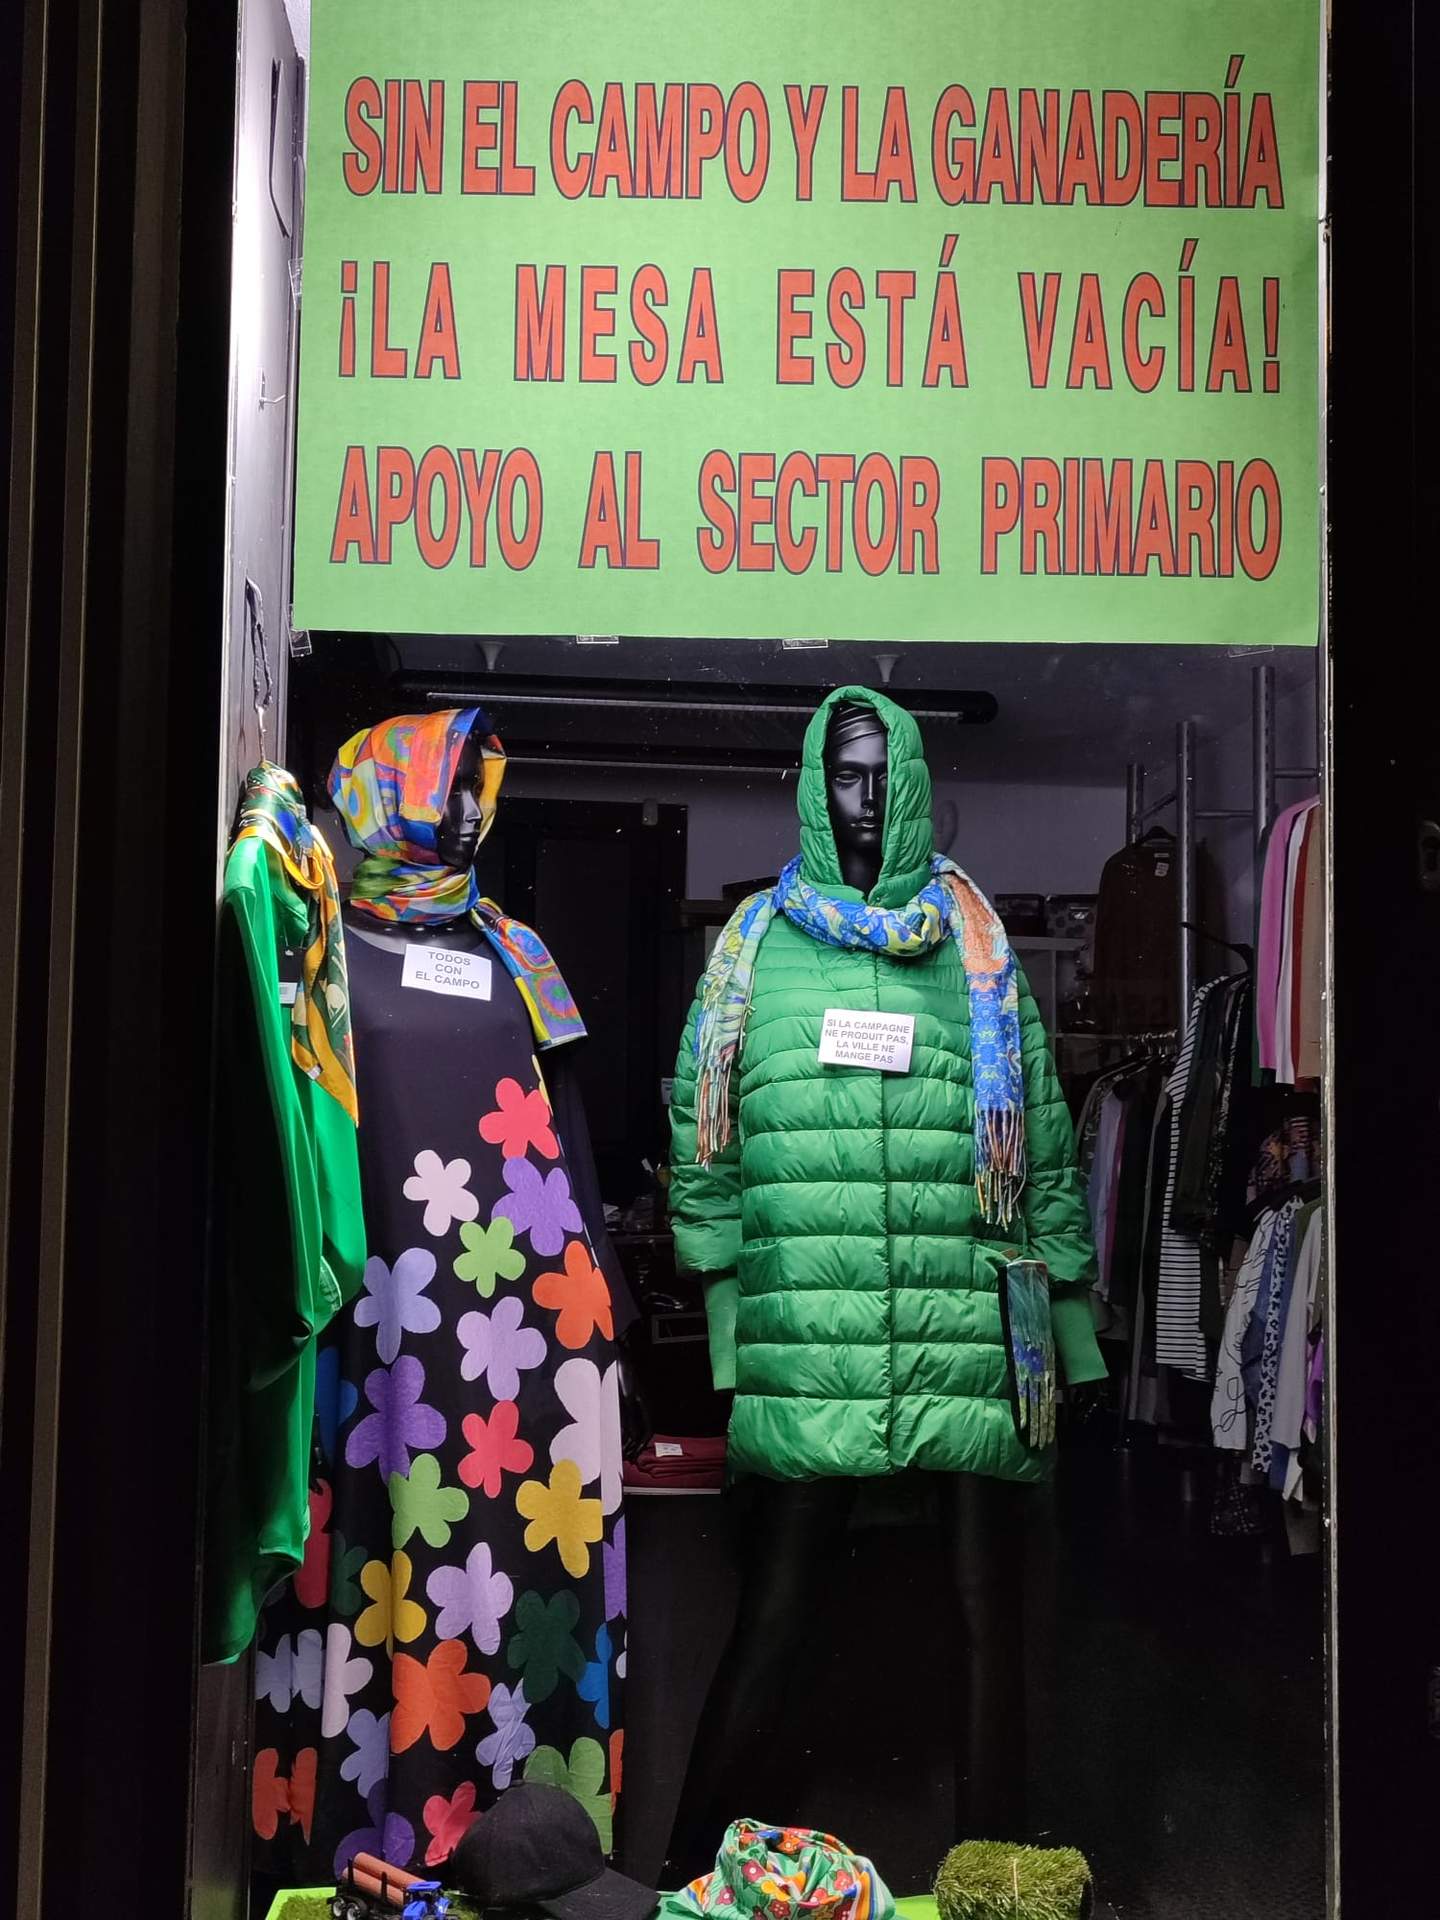 SIN EL CAMPO Y LA GANADERÍA
¡LA MESA ESTÁ VACÍA!
APOYO AL SECTOR PRIMARIO
TODOS
CON
EL CAMPO
SI LA CAMPAGNE
NE PRODUIT PAS,
LA VILLE NE
MANGE PAS